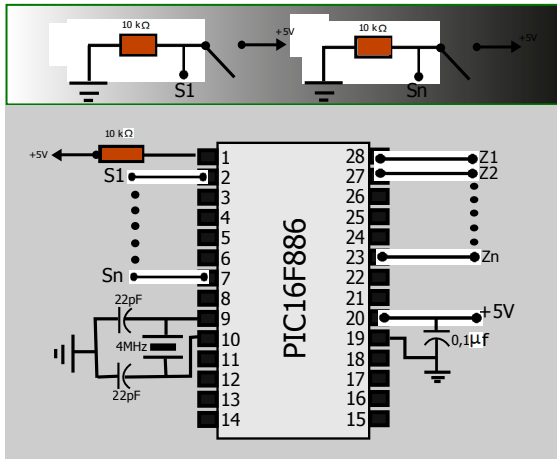 10 kΩ
+5V
S1
10 kΩ
+5V
Sn
10 kΩ
+5V
S1
Sn
22pF
4MHz
22pF
PIC16F886
1
2
3
4
5
6
7
8
9
10
11
12
13
14
28
27
26
25
24
23
22
21
20
19
18
17
16
15
Z1
Z2
Zn
+5V
0,1µf